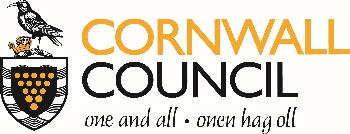 CORNWALL
COUNCIL
one and all • onen hag oll